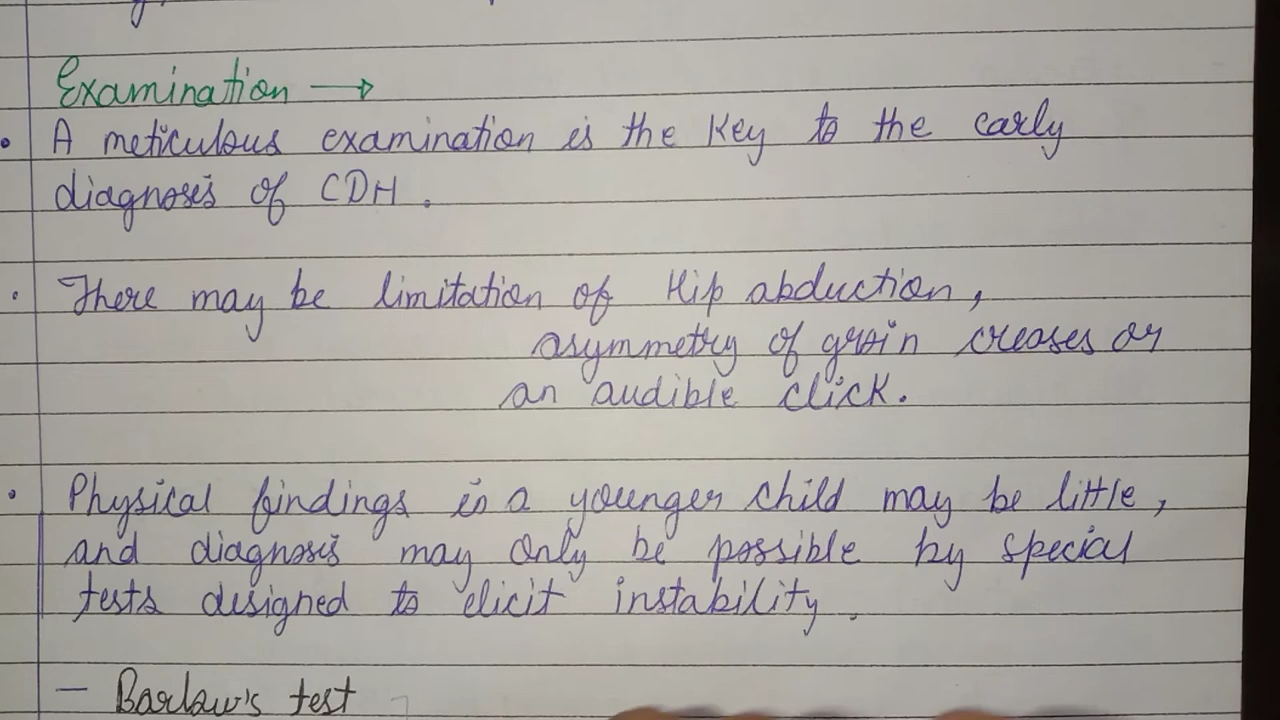 Examination →
• A meticulous examination is the Key to the early
diagnosis of CDH.
• There may be limitation of Hip abduction,
asymmetry of groin creases or
an audible click.
• Physical findings in a younger child may be little,
and diagnosis may only be possible by special
tests designed to elicit instability.
– Barlow's test